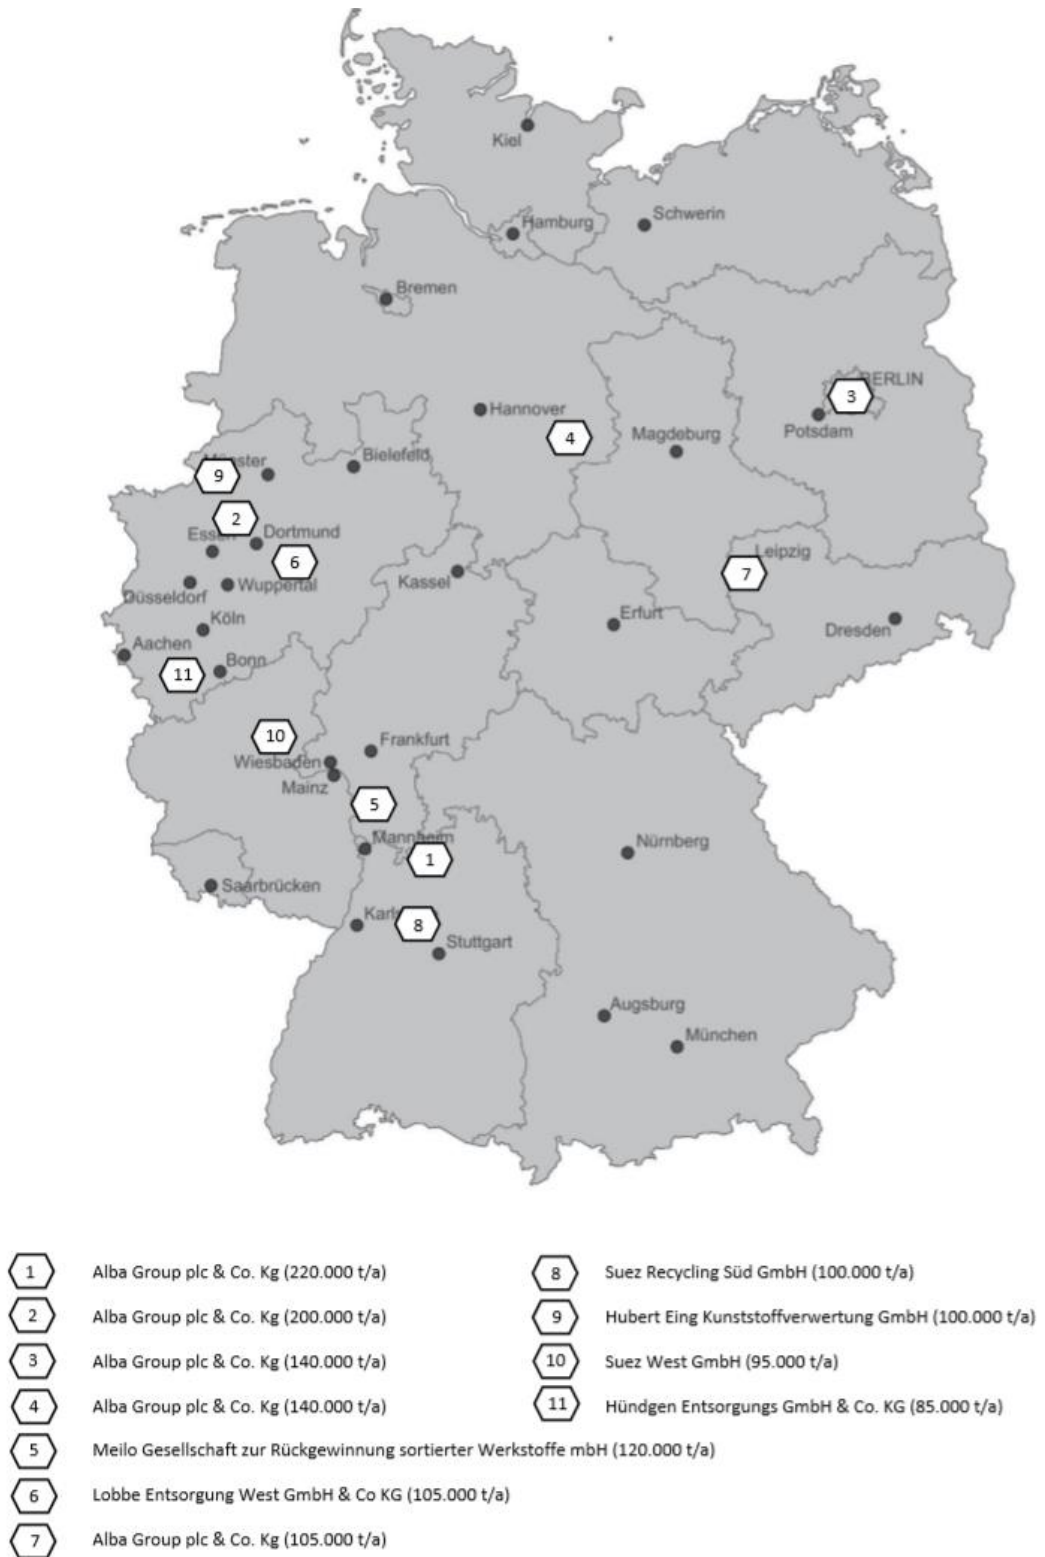 Kiel
Schwerin
Hamburg
Bremen
BERLIN
3
Hannover
Potsdam
4
Magdeburg
Bielefeld
Münster
9
2
Essen
Dortmund
6
Leipzig
7
Kassel
Wuppertal
Düsseldorf
Köln
Erfurt
Dresden
Aachen
Bonn
11
10
Frankfurt
Wiesbaden
Mainz
5
Mannheim
1
Nürnberg
Saarbrücken
8
Stuttgart
Augsburg
München
1 Alba Group plc & Co. Kg (220.000 t/a)
2 Alba Group plc & Co. Kg (200.000 t/a)
3 Alba Group plc & Co. Kg (140.000 t/a)
4 Alba Group plc & Co. Kg (140.000 t/a)
5 Meilo Gesellschaft zur Rückgewinnung sortierter Werkstoffe mbH (120.000 t/a)
6 Lobbe Entsorgung West GmbH & Co KG (105.000 t/a)
7 Alba Group plc & Co. Kg (105.000 t/a)
8 Suez Recycling Süd GmbH (100.000 t/a)
9 Hubert Eing Kunststoffverwertung GmbH (100.000 t/a)
10 Suez West GmbH (95.000 t/a)
11 Hündgen Entsorgungs GmbH & Co. KG (85.000 t/a)